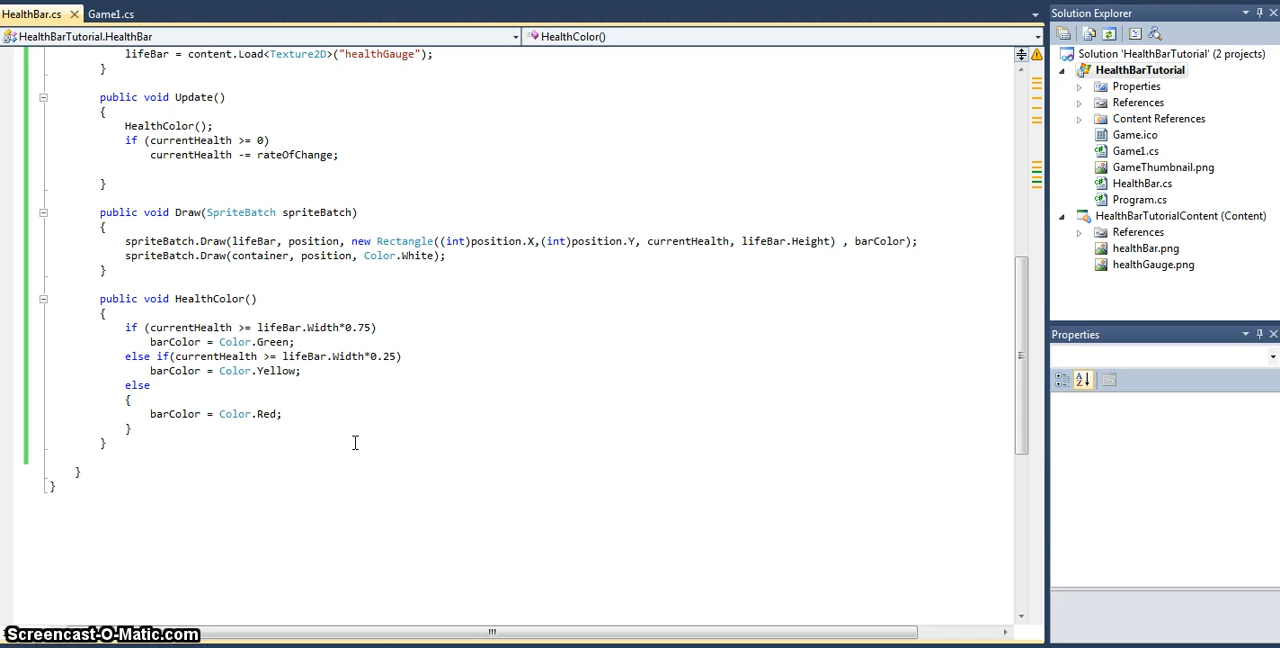 HealthBar.cs Game1.cs
HealthBarTutorial.HealthBar HealthColor()
lifeBar = content.Load<Texture2D>("healthGauge");
}
public void Update()
{
HealthColor();
if (currentHealth >= 0)
currentHealth -= rateOfChange;
}
public void Draw(SpriteBatch spriteBatch)
{
spriteBatch.Draw(lifeBar, position, new Rectangle((int)position.X,(int)position.Y, currentHealth, lifeBar.Height) , barColor);
spriteBatch.Draw(container, position, Color.White);
}
public void HealthColor()
{
if (currentHealth >= lifeBar.Width*0.75)
barColor = Color.Green;
else if(currentHealth >= lifeBar.Width*0.25)
barColor = Color.Yellow;
else
{
barColor = Color.Red;
}
}
}
}
Screencast-O-Matic.com
Solution Explorer
Solution 'HealthBarTutorial' (2 projects)
HealthBarTutorial
Properties
References
Content References
Game.ico
Game1.cs
GameThumbnail.png
HealthBar.cs
Program.cs
HealthBarTutorialContent (Content)
References
healthBar.png
healthGauge.png
Properties